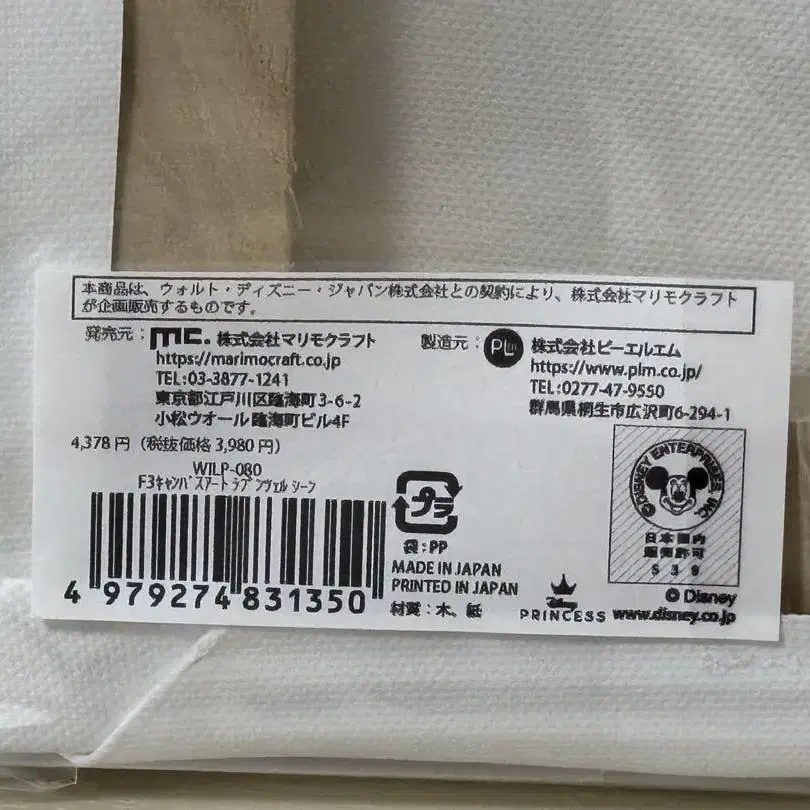 本商品は、ウォルト・ディズニー・ジャパン株式会社との契約により、株式会社マリモクラフト
が企画販売するものです。
発売元：mc. 株式会社マリモクラフト
https://marimocraft.co.jp
TEL:03-3877-1241
東京都江戸川区臨海町3-6-2
小松ウオール臨海町ビル4F
製造元：PLM 株式会社ピーエルエム
https://www.plm.co.jp/
TEL:0277-47-9550
群馬県桐生市広沢町6-294-1
4,378円（税抜価格 3,980円）
WILP-080
F3キャンバスアート ラプンツェル シーン
4 979274 831350
プラ
袋：PP
MADE IN JAPAN
PRINTED IN JAPAN
材質：木、紙
Disney
PRINCESS
©DISNEY ENTERPRISES, INC.
日本国内
販売許可
539
© Disney
www.disney.co.jp